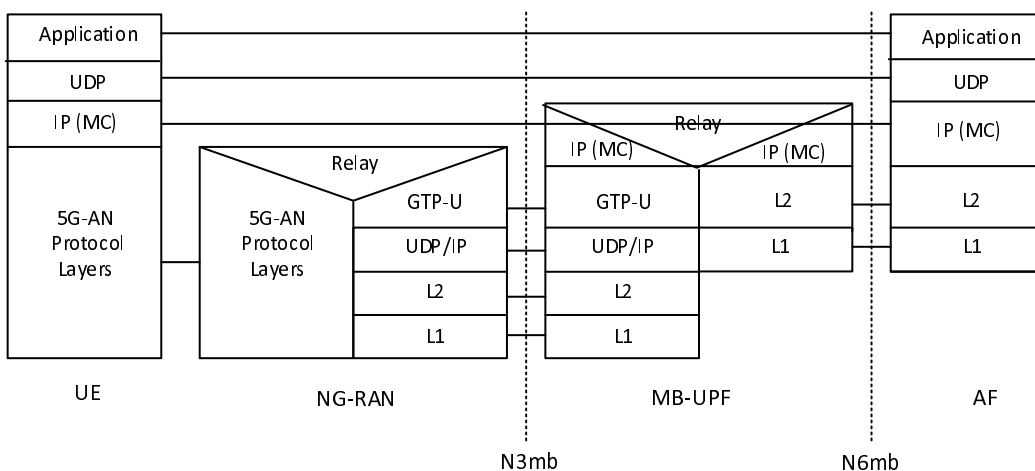 Application
UDP
IP (MC)
5G-AN
Protocol
Layers
UE
Relay
5G-AN
Protocol
Layers
GTP-U
UDP/IP
L2
L1
NG-RAN
N3mb
Relay
IP (MC)
IP (MC)
GTP-U
UDP/IP
L2
L1
L2
L1
MB-UPF
N6mb
Application
UDP
IP (MC)
L2
L1
AF